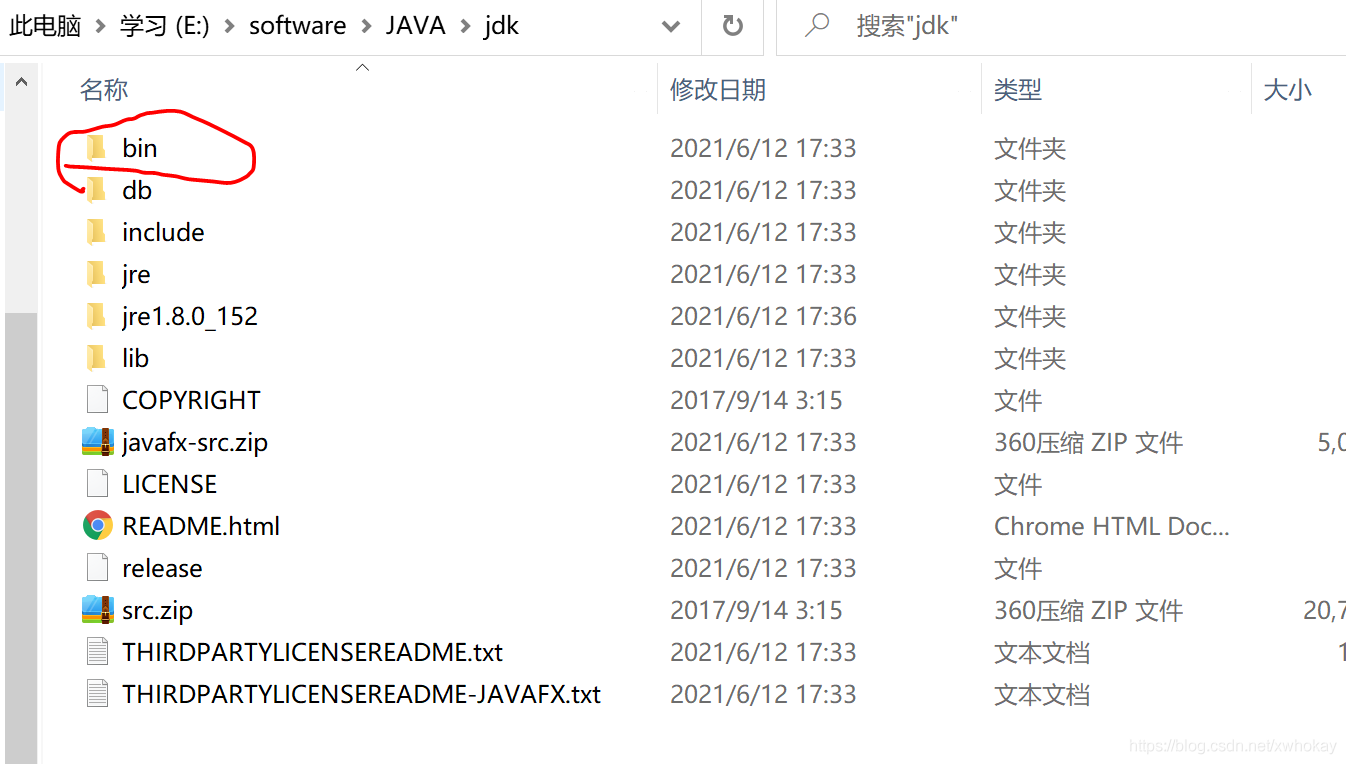 此电脑 > 学习 (E:) > software > JAVA > jdk 搜索"jdk"
名称 修改日期 类型 大小
bin 2021/6/12 17:33 文件夹
db 2021/6/12 17:33 文件夹
include 2021/6/12 17:33 文件夹
jre 2021/6/12 17:33 文件夹
jre1.8.0_152 2021/6/12 17:36 文件夹
lib 2021/6/12 17:33 文件夹
COPYRIGHT 2017/9/14 3:15 文件
javafx-src.zip 2021/6/12 17:33 360压缩 ZIP 文件 5,0
LICENSE 2021/6/12 17:33 文件
README.html 2021/6/12 17:33 Chrome HTML Doc...
release 2021/6/12 17:33 文件
src.zip 2017/9/14 3:15 360压缩 ZIP 文件 20,7
THIRDPARTYLICENSEREADME.txt 2021/6/12 17:33 文本文档 1
THIRDPARTYLICENSEREADME-JAVAFX.txt 2021/6/12 17:33 文本文档
https://blog.csdn.net/xwhokay